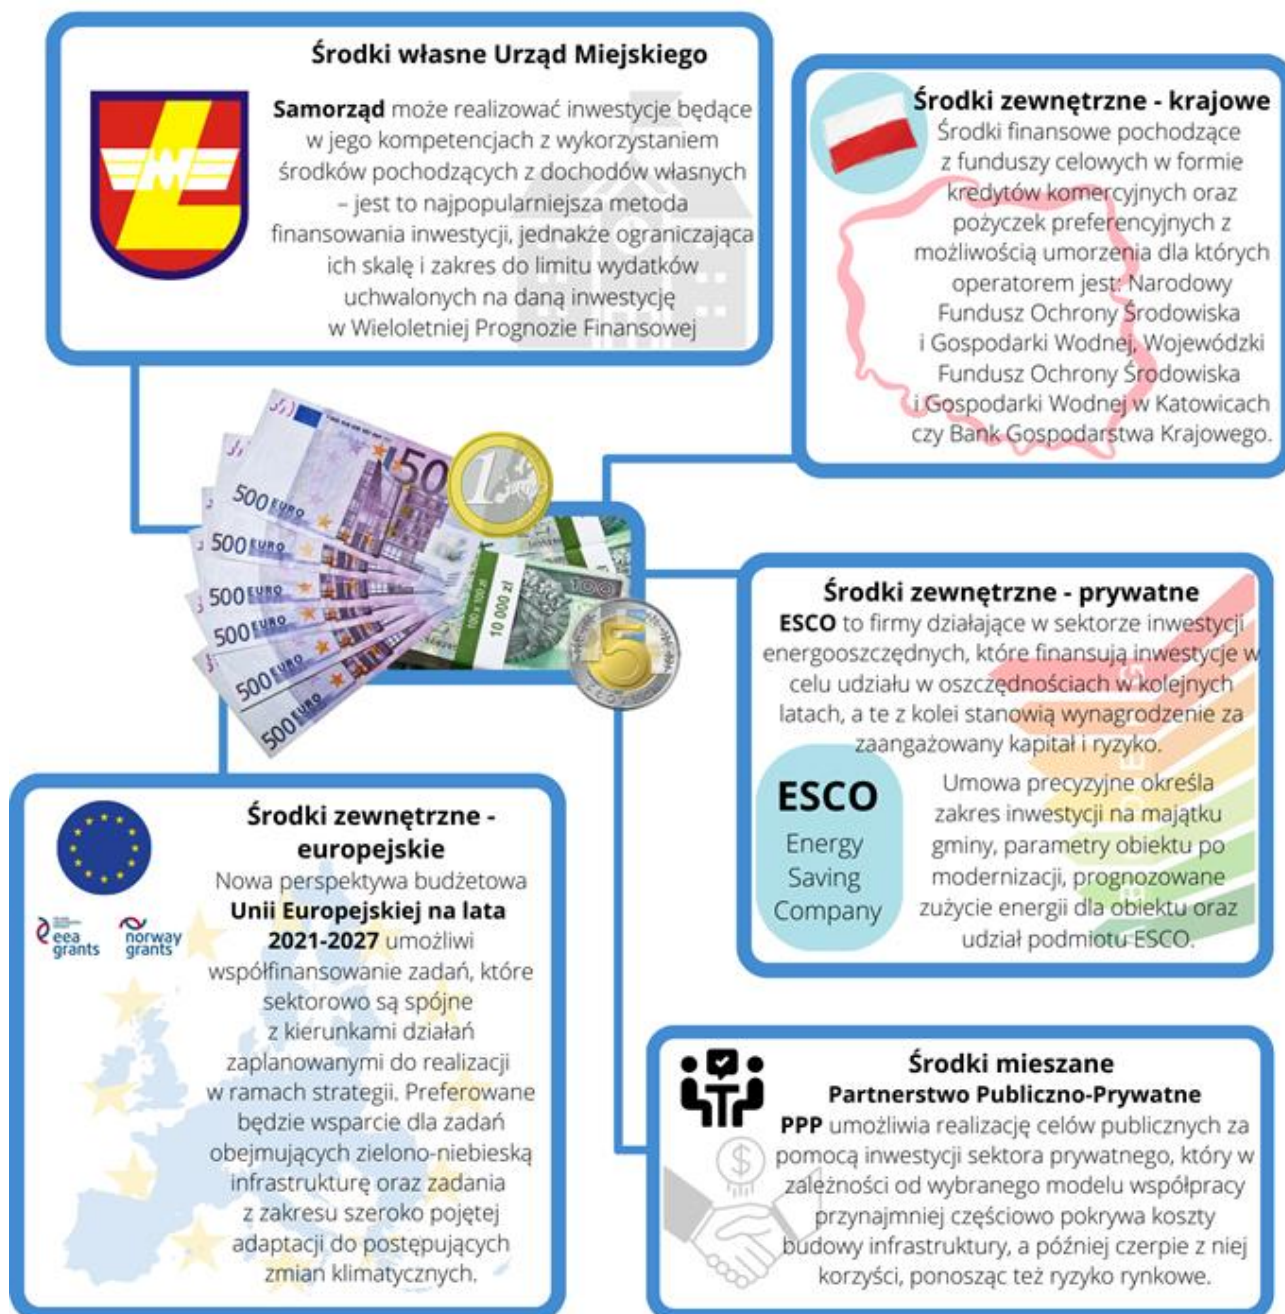 Środki własne Urząd Miejskiego
Samorząd może realizować inwestycje będące
w jego kompetencjach z wykorzystaniem
środków pochodzących z dochodów własnych
– jest to najpopularniejsza metoda
finansowania inwestycji, jednakże ograniczająca
ich skalę i zakres do limitu wydatków
uchwalonych na daną inwestycję
w Wieloletniej Prognozie Finansowej
Środki zewnętrzne - krajowe
Środki finansowe pochodzące
z funduszy celowych w formie
kredytów komercyjnych oraz
pożyczek preferencyjnych z
możliwością umorzenia dla których
operatorem jest: Narodowy
Fundusz Ochrony Środowiska
i Gospodarki Wodnej, Wojewódzki
Fundusz Ochrony Środowiska
i Gospodarki Wodnej w Katowicach
czy Bank Gospodarstwa Krajowego.
50
1
500 EURO
500 EURO
500 EURO
500 EURO
500 EURO
500 EURO
100 x 100 zł
10 000 zł
100
5
Środki zewnętrzne - prywatne
ESCO to firmy działające w sektorze inwestycji
energooszczędnych, które finansują inwestycje w
celu udziału w oszczędnościach w kolejnych
latach, a te z kolei stanowią wynagrodzenie za
zaangażowany kapitał i ryzyko.
ESCO
Energy
Saving
Company
Umowa precyzyjne określa
zakres inwestycji na majątku
gminy, parametry obiektu po
modernizacji, prognozowane
zużycie energii dla obiektu oraz
udział podmiotu ESCO.
Środki zewnętrzne -
europejskie
eea
grants
norway
grants
Nowa perspektywa budżetowa
Unii Europejskiej na lata
2021-2027 umożliwi
współfinansowanie zadań, które
sektorowo są spójne
z kierunkami działań
zaplanowanymi do realizacji
w ramach strategii. Preferowane
będzie wsparcie dla zadań
obejmujących zielono-niebieską
infrastrukturę oraz zadania
z zakresu szeroko pojętej
adaptacji do postępujących
zmian klimatycznych.
Środki mieszane
Partnerstwo Publiczno-Prywatne
PPP umożliwia realizację celów publicznych za
pomocą inwestycji sektora prywatnego, który w
zależności od wybranego modelu współpracy
przynajmniej częściowo pokrywa koszty
budowy infrastruktury, a później czerpie z niej
korzyści, ponosząc też ryzyko rynkowe.